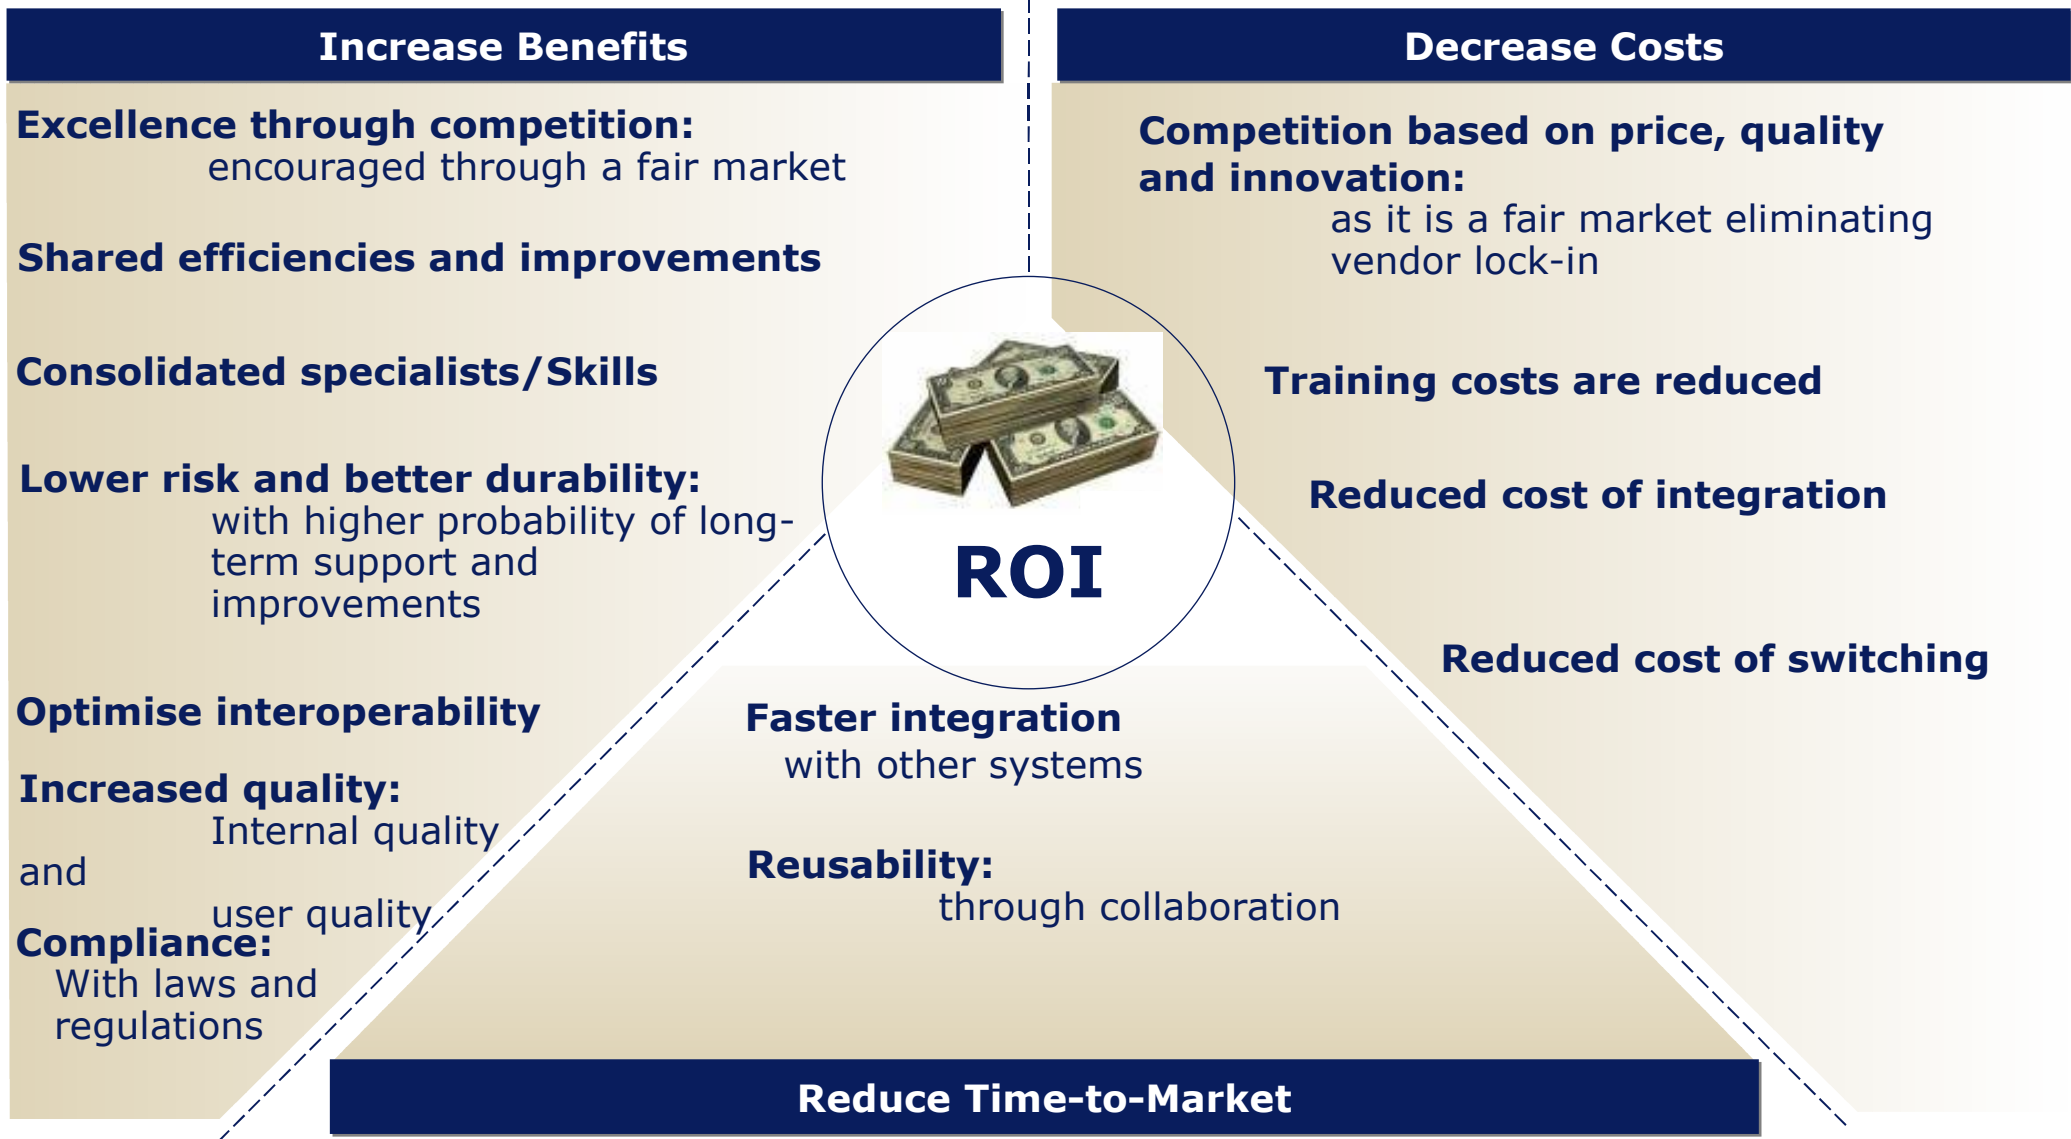 Increase Benefits
Excellence through competition:
encouraged through a fair market
Shared efficiencies and improvements
Consolidated specialists/Skills
Lower risk and better durability:
with higher probability of long-
term support and
improvements
Optimise interoperability
Increased quality:
Internal quality
and
user quality
Compliance:
With laws and
regulations
Decrease Costs
Competition based on price, quality
and innovation:
as it is a fair market eliminating
vendor lock-in
Training costs are reduced
Reduced cost of integration
Reduced cost of switching
ROI
Faster integration
with other systems
Reusability:
through collaboration
Reduce Time-to-Market